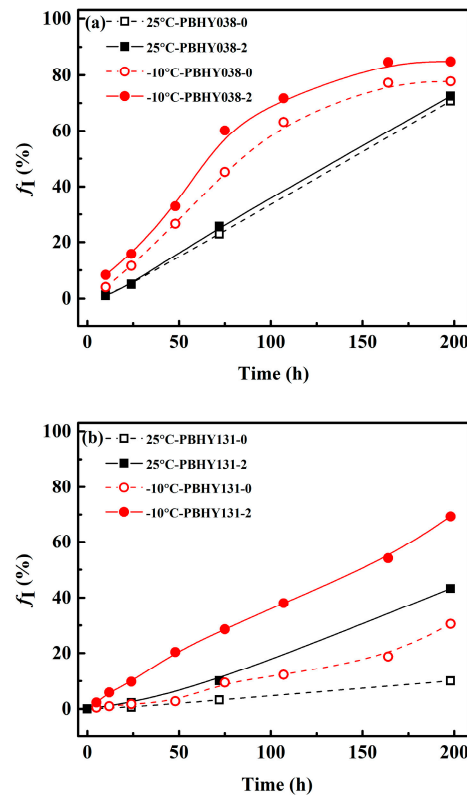 (a)
25°C-PBHY038-0
25°C-PBHY038-2
-10°C-PBHY038-0
-10°C-PBHY038-2
100
80
60
40
20
0
fI (%)
0 50 100 150 200
Time (h)
(b)
25°C-PBHY131-0
25°C-PBHY131-2
-10°C-PBHY131-0
-10°C-PBHY131-2
100
80
60
40
20
0
fI (%)
0 50 100 150 200
Time (h)